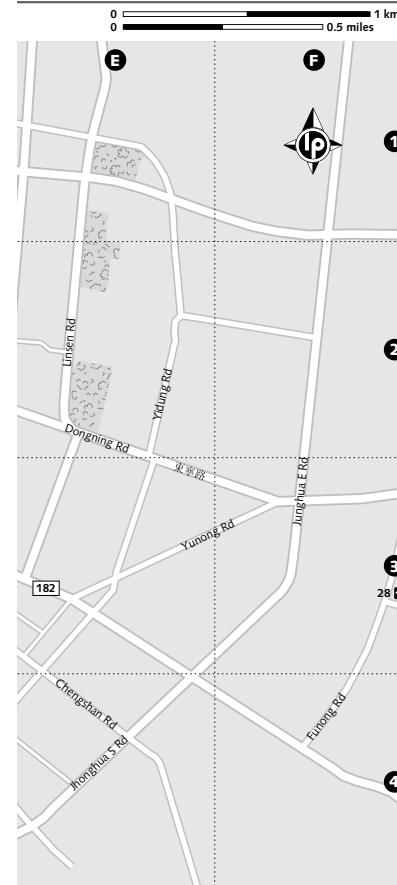 0 1 km
0 0.5 miles
E
F
lp
1
Linsen Rd
Yidung Rd
2
Dongning Rd
東寧路
Junghua E Rd
Yunong Rd
182
3
28
Chengshan Rd
Funong Rd
Jhonghua S Rd
4